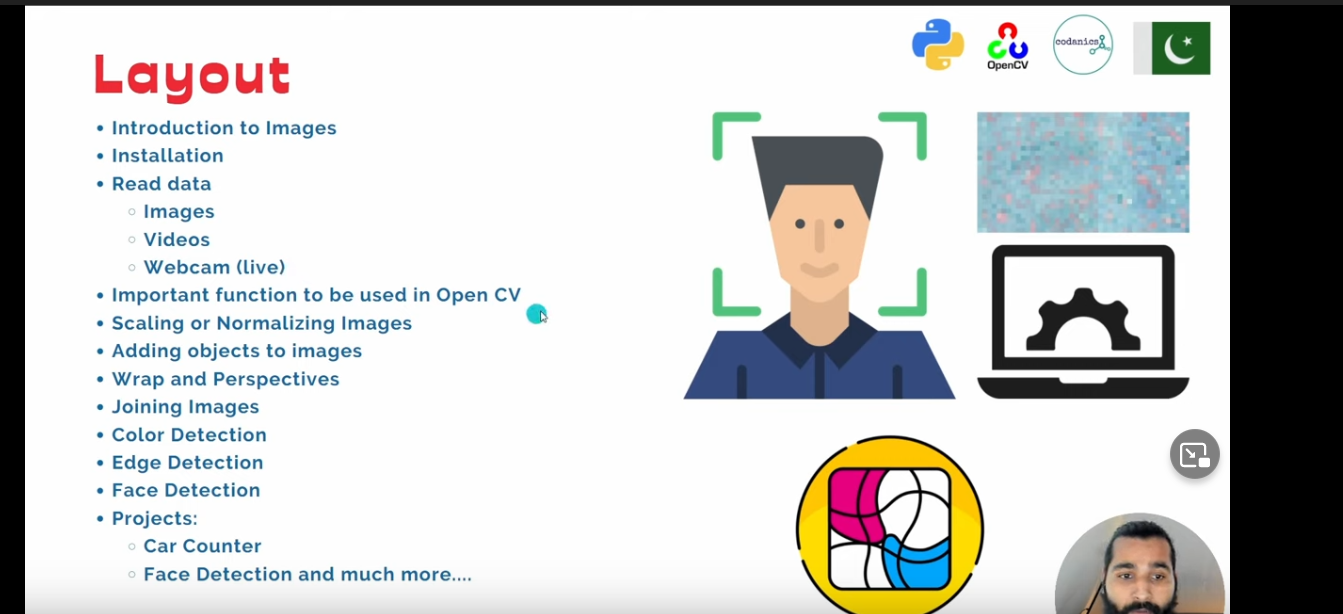 Layout
• Introduction to Images
• Installation
• Read data
○ Images
○ Videos
○ Webcam (live)
• Important function to be used in Open CV
• Scaling or Normalizing Images
• Adding objects to images
• Wrap and Perspectives
• Joining Images
• Color Detection
• Edge Detection
• Face Detection
• Projects:
○ Car Counter
○ Face Detection and much more....
OpenCV
codanics